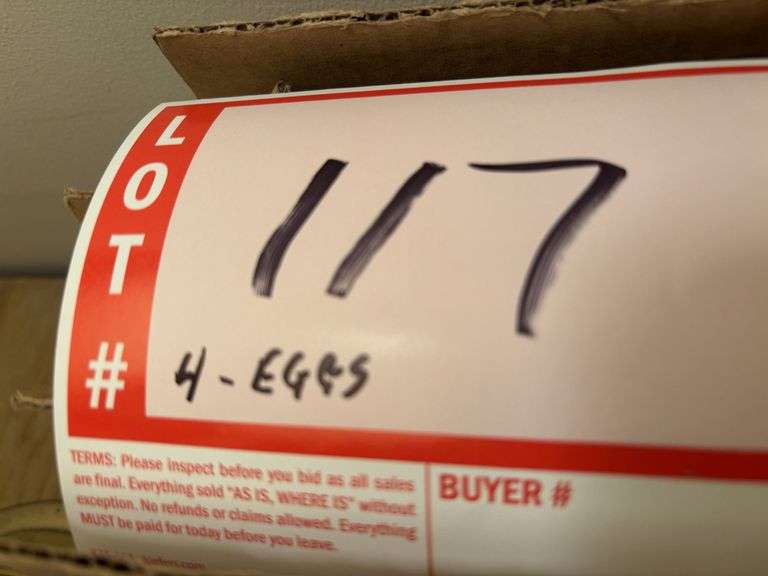 LOT #
117
4 - EGGS
TERMS: Please inspect before you bid as all sales
are final. Everything sold "AS IS, WHERE IS" without
exception. No refunds or claims allowed. Everything
MUST be paid for today before you leave.
BUYER #